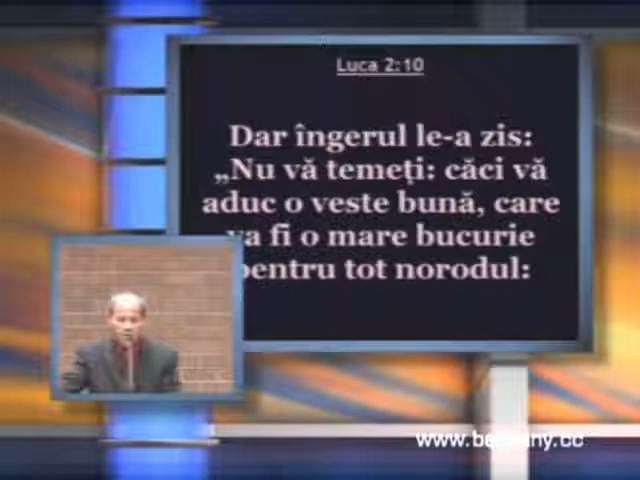 Luca 2:10
Dar îngerul le-a zis:
„Nu vă temeți: căci vă
aduc o veste bună, care
va fi o mare bucurie
pentru tot norodul: